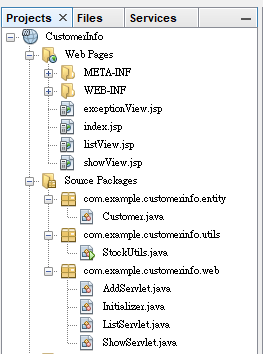 Projects Files Services
CustomerInfo
Web Pages
META-INF
WEB-INF
exceptionView.jsp
index.jsp
listView.jsp
showView.jsp
Source Packages
com.example.customerinfo.entity
Customer.java
com.example.customerinfo.utils
StockUtils.java
com.example.customerinfo.web
AddServlet.java
Initializer.java
ListServlet.java
ShowServlet.java